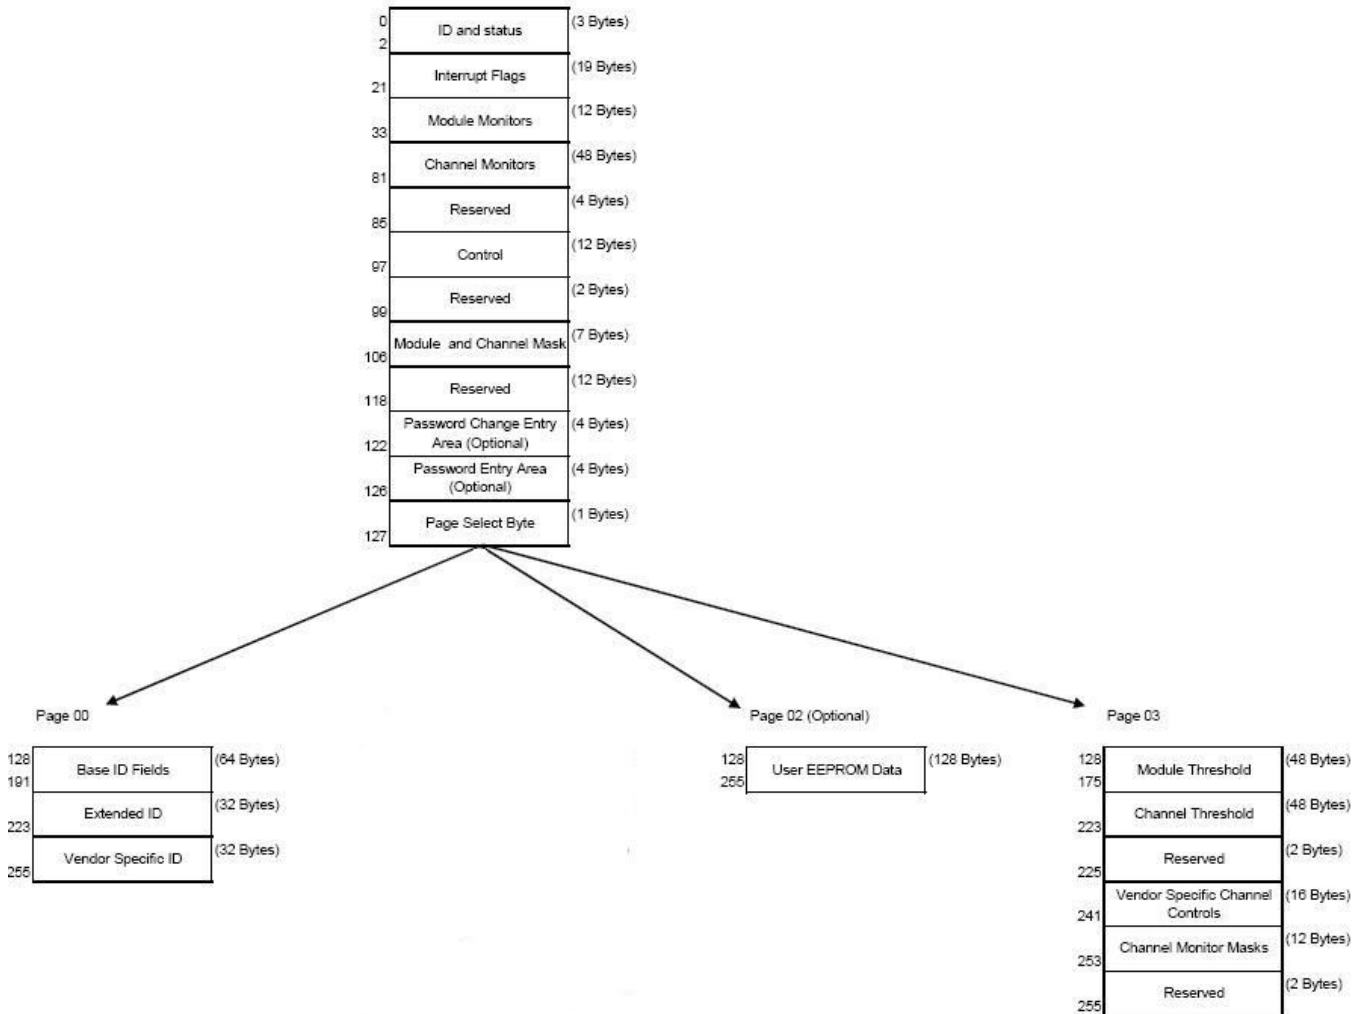 0
ID and status
(3 Bytes)
2
Interrupt Flags
(19 Bytes)
21
Module Monitors
(12 Bytes)
33
Channel Monitors
(48 Bytes)
81
Reserved
(4 Bytes)
85
Control
(12 Bytes)
97
Reserved
(2 Bytes)
99
Module and Channel Mask
(7 Bytes)
106
Reserved
(12 Bytes)
118
Password Change Entry
Area (Optional)
(4 Bytes)
122
Password Entry Area
(Optional)
(4 Bytes)
126
Page Select Byte
(1 Bytes)
127
Page 00
128
Base ID Fields
(64 Bytes)
191
Extended ID
(32 Bytes)
223
Vendor Specific ID
(32 Bytes)
255
Page 02 (Optional)
128
User EEPROM Data
(128 Bytes)
255
Page 03
128
Module Threshold
(48 Bytes)
175
Channel Threshold
(48 Bytes)
223
Reserved
(2 Bytes)
225
Vendor Specific Channel
Controls
(16 Bytes)
241
Channel Monitor Masks
(12 Bytes)
253
Reserved
(2 Bytes)
255